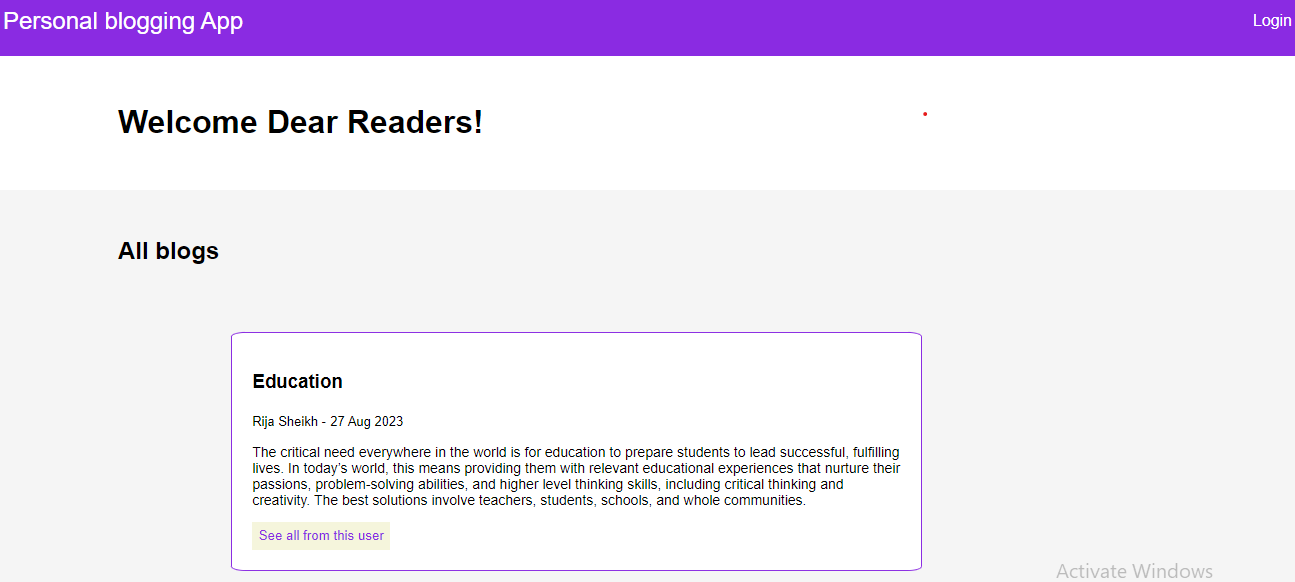 Personal blogging App
Login
Welcome Dear Readers!
All blogs
Education
Rija Sheikh - 27 Aug 2023
The critical need everywhere in the world is for education to prepare students to lead successful, fulfilling
lives. In today’s world, this means providing them with relevant educational experiences that nurture their
passions, problem-solving abilities, and higher level thinking skills, including critical thinking and
creativity. The best solutions involve teachers, students, schools, and whole communities.
See all from this user
Activate Windows